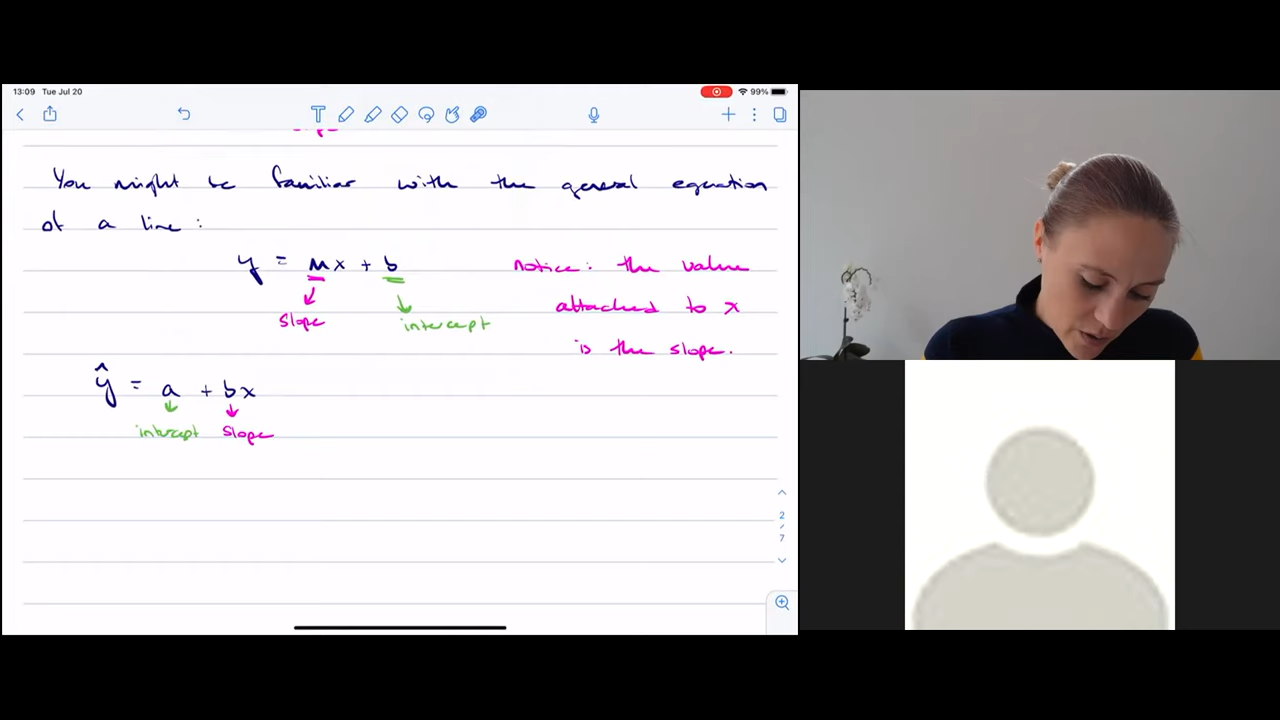 13:09 Tue Jul 20
99%
You might be familiar with the general equation
of a line:
y = mx + b
slope
intercept
notice: the value
attached to x
is the slope.
ŷ = a + bx
intercept slope
2
/
7